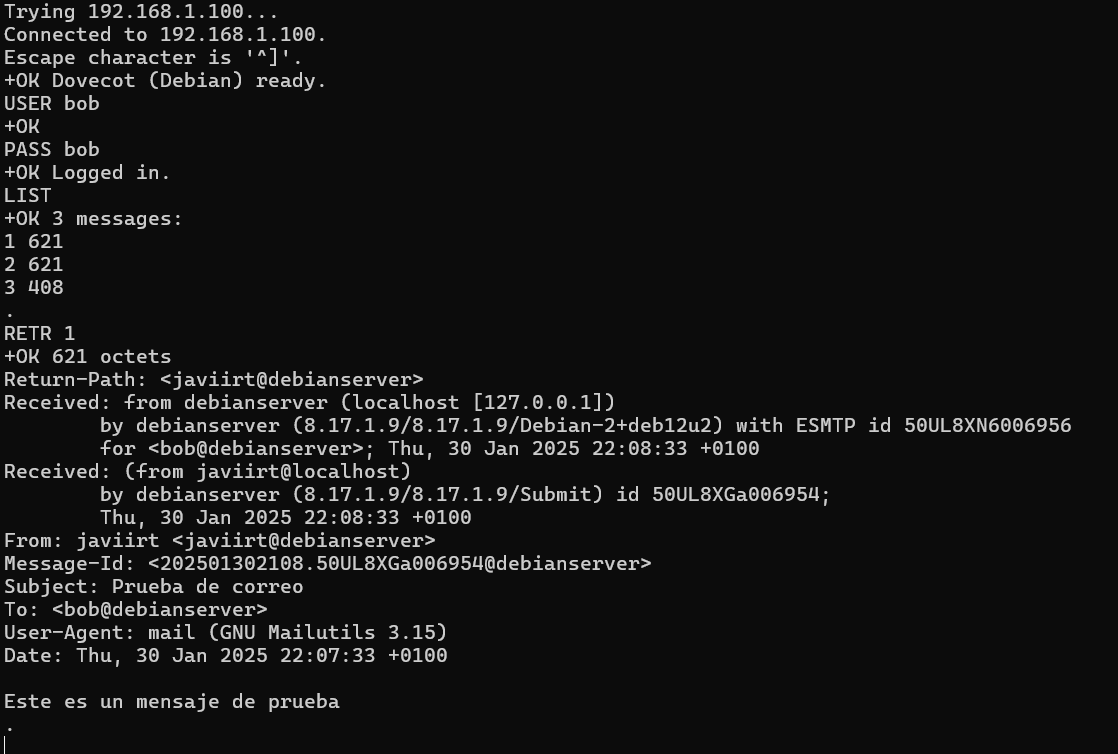 Trying 192.168.1.100...
Connected to 192.168.1.100.
Escape character is '^]'.
+OK Dovecot (Debian) ready.
USER bob
+OK
PASS bob
+OK Logged in.
LIST
+OK 3 messages:
1 621
2 621
3 408
.
RETR 1
+OK 621 octets
Return-Path: <javiirt@debianserver>
Received: from debianserver (localhost [127.0.0.1])
        by debianserver (8.17.1.9/8.17.1.9/Debian-2+deb12u2) with ESMTP id 50UL8XN6006956
        for <bob@debianserver>; Thu, 30 Jan 2025 22:08:33 +0100
Received: (from javiirt@localhost)
        by debianserver (8.17.1.9/8.17.1.9/Submit) id 50UL8XGa006954;
        Thu, 30 Jan 2025 22:08:33 +0100
From: javiirt <javiirt@debianserver>
Message-Id: <202501302108.50UL8XGa006954@debianserver>
Subject: Prueba de correo
To: <bob@debianserver>
User-Agent: mail (GNU Mailutils 3.15)
Date: Thu, 30 Jan 2025 22:07:33 +0100

Este es un mensaje de prueba
.